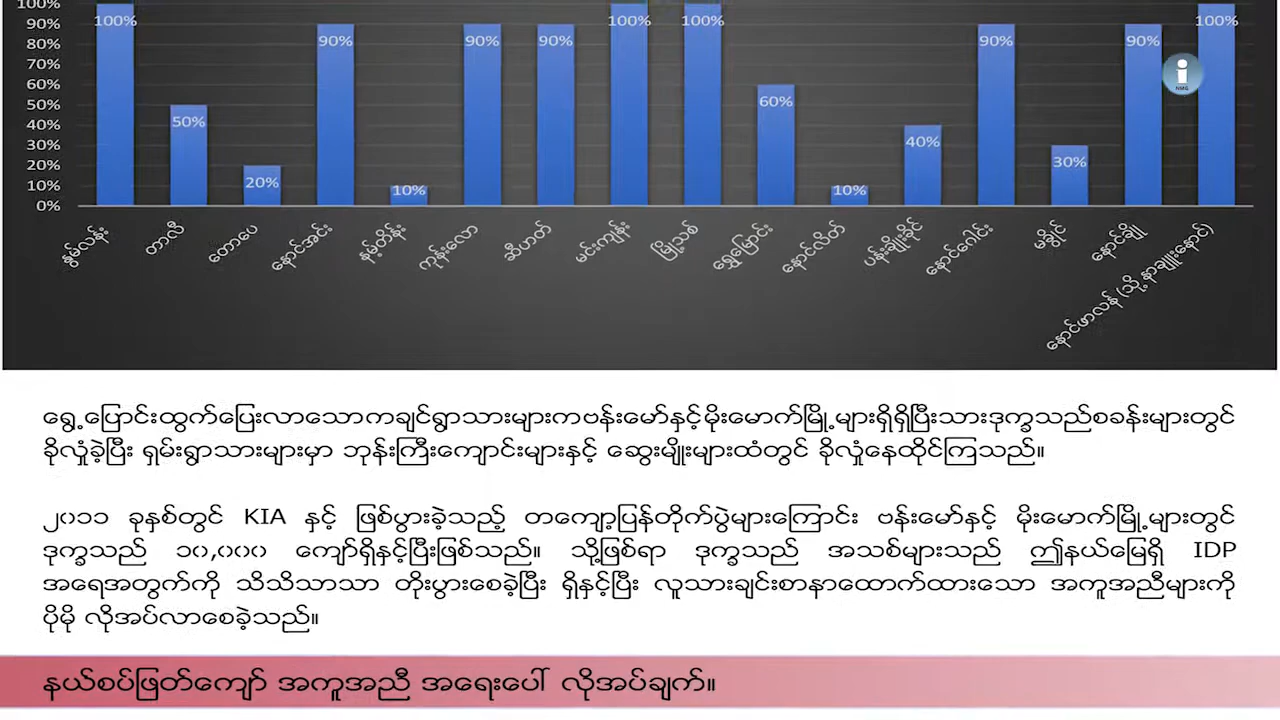 100%
90%
80%
70%
60%
50%
40%
30%
20%
10%
0%
100%
50%
20%
90%
10%
90%
90%
100%
100%
60%
10%
40%
90%
30%
90%
100%
NMG
နွမ်လန်း
တာလီ
တောပေ
နောင်အင်း
နမ့်တိန်း
ကုန်းလော
ဆီဟတ်
မင်းကျန်း
မြို့သစ်
ရွှေမြောင်း
နောင်လိတ်
ပန်းချိုးခိုင်
နောင်ဂေါင်း
မချိုင်
နောင်ချို
နောင်ဖာလန် (သို့ နာချူးနောင်)
ရွေ့ပြောင်းထွက်ပြေးလာသောကချင်ရွာသားများကဗန်းမော်နှင့်မိုးမောက်မြို့များရှိရှိပြီးသားဒုက္ခသည်စခန်းများတွင်
ခိုလှုံခဲ့ပြီး ရှမ်းရွာသားများမှာ ဘုန်းကြီးကျောင်းများနှင့် ဆွေးမျိုးများထံတွင် ခိုလှုံနေထိုင်ကြသည်။
၂၀၁၁ ခုနှစ်တွင် KIA နှင့် ဖြစ်ပွားခဲ့သည့် တကျော့ပြန်တိုက်ပွဲများကြောင်း ဗန်းမော်နှင့် မိုးမောက်မြို့များတွင်
ဒုက္ခသည် ၁၀,၀၀၀ ကျော်ရှိနှင့်ပြီးဖြစ်သည်။ သို့ဖြစ်ရာ ဒုက္ခသည် အသစ်များသည် ဤနယ်မြေရှိ IDP
အရေအတွက်ကို သိသိသာသာ တိုးပွားစေခဲ့ပြီး ရှိနှင့်ပြီး လူသားချင်းစာနာထောက်ထားသော အကူအညီများကို
ပိုမို လိုအပ်လာစေခဲ့သည်။
နယ်စပ်ဖြတ်ကျော် အကူအညီ အရေးပေါ် လိုအပ်ချက်။